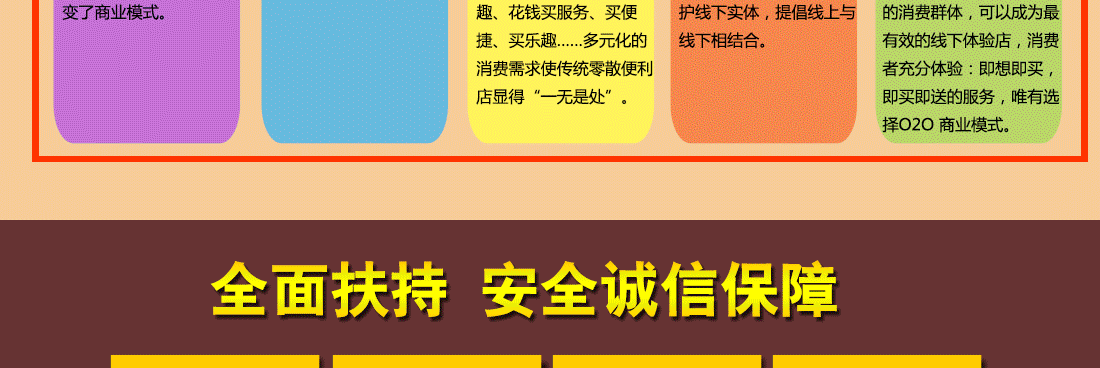 变了商业模式。
趣、花钱买服务、买便
捷、买乐趣......多元化的
消费需求使传统零散便利
店显得“一无是处”。
护线下实体，提倡线上与
线下相结合。
的消费群体，可以成为最
有效的线下体验店，消费
者充分体验：即想即买，
即买即送的服务，唯有选
择O2O 商业模式。
全面扶持 安全诚信保障